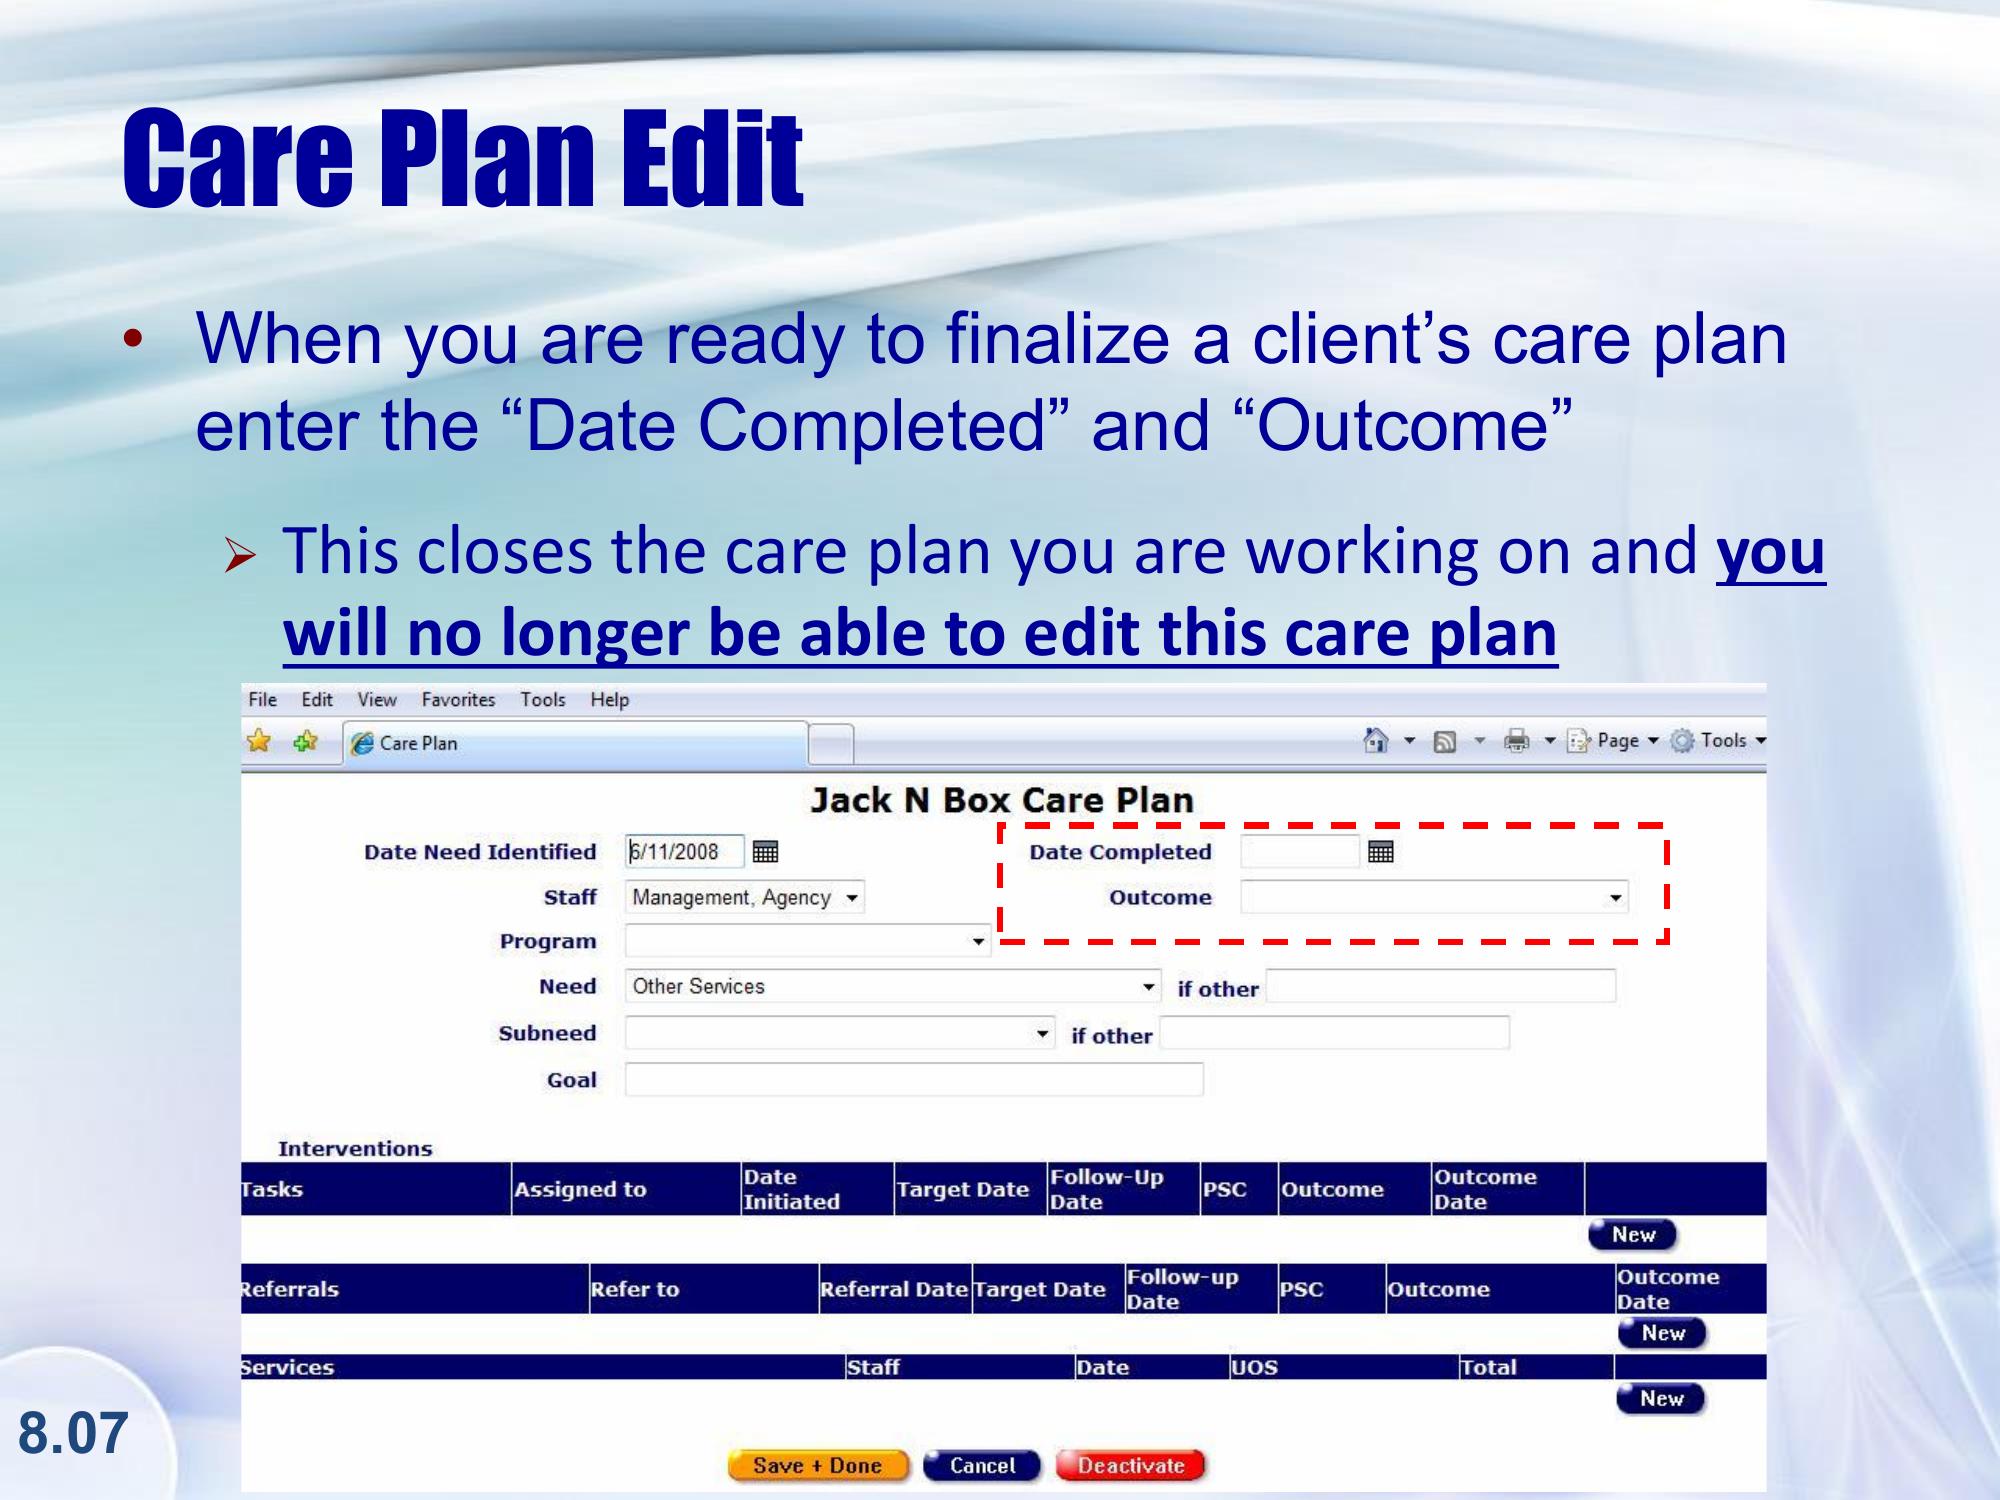 Care Plan Edit
• When you are ready to finalize a client’s care plan
enter the “Date Completed” and “Outcome”
➢ This closes the care plan you are working on and you
will no longer be able to edit this care plan
File Edit View Favorites Tools Help
Care Plan Page Tools
Jack N Box Care Plan
Date Need Identified 6/11/2008 Date Completed
Staff Management, Agency Outcome
Program
Need Other Services if other
Subneed if other
Goal
Interventions
Tasks Assigned to Date Initiated Target Date Follow-Up Date PSC Outcome Outcome Date
New
Referrals Refer to Referral Date Target Date Follow-up Date PSC Outcome Outcome Date
New
Services Staff Date UOS Total
New
8.07
Save + Done Cancel Deactivate